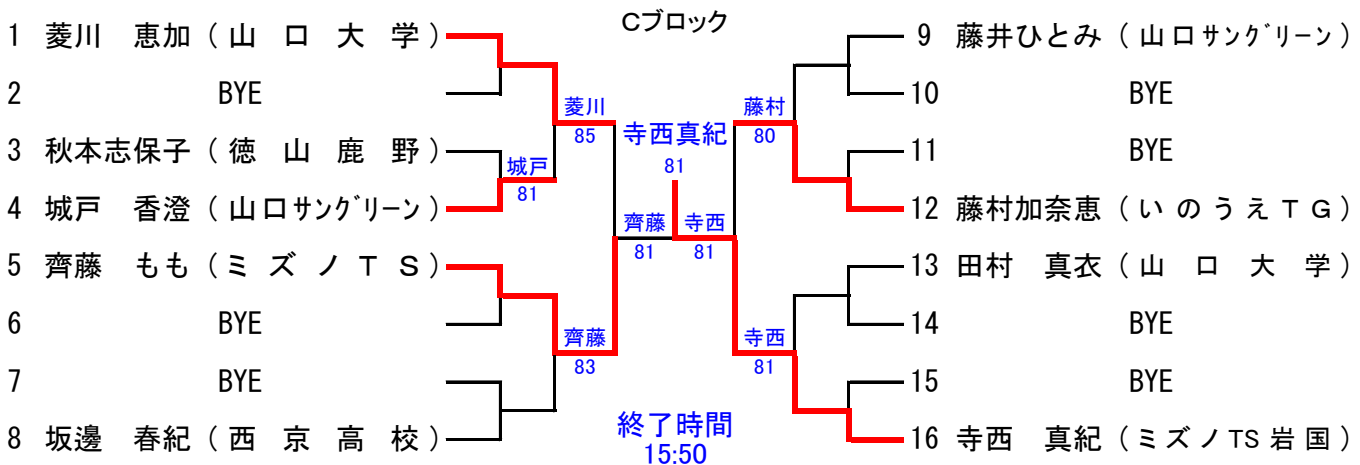 Cブロック
1 菱川 恵加 ( 山 口 大 学 )
2 BYE
3 秋本志保子 ( 徳 山 鹿 野 )
4 城戸 香澄 ( 山口サングリーン )
5 齊藤 もも ( ミ ズ ノ T S )
6 BYE
7 BYE
8 坂邊 春紀 ( 西 京 高 校 )
城戸
81
菱川
85
齊藤
83
齊藤
81
寺西真紀
81
寺西
81
藤村
80
寺西
81
9 藤井ひとみ ( 山口サングリーン )
10 BYE
11 BYE
12 藤村加奈恵 ( い の う え T G )
13 田村 真衣 ( 山 口 大 学 )
14 BYE
15 BYE
16 寺西 真紀 ( ミズノTS岩国 )
終了時間
15:50